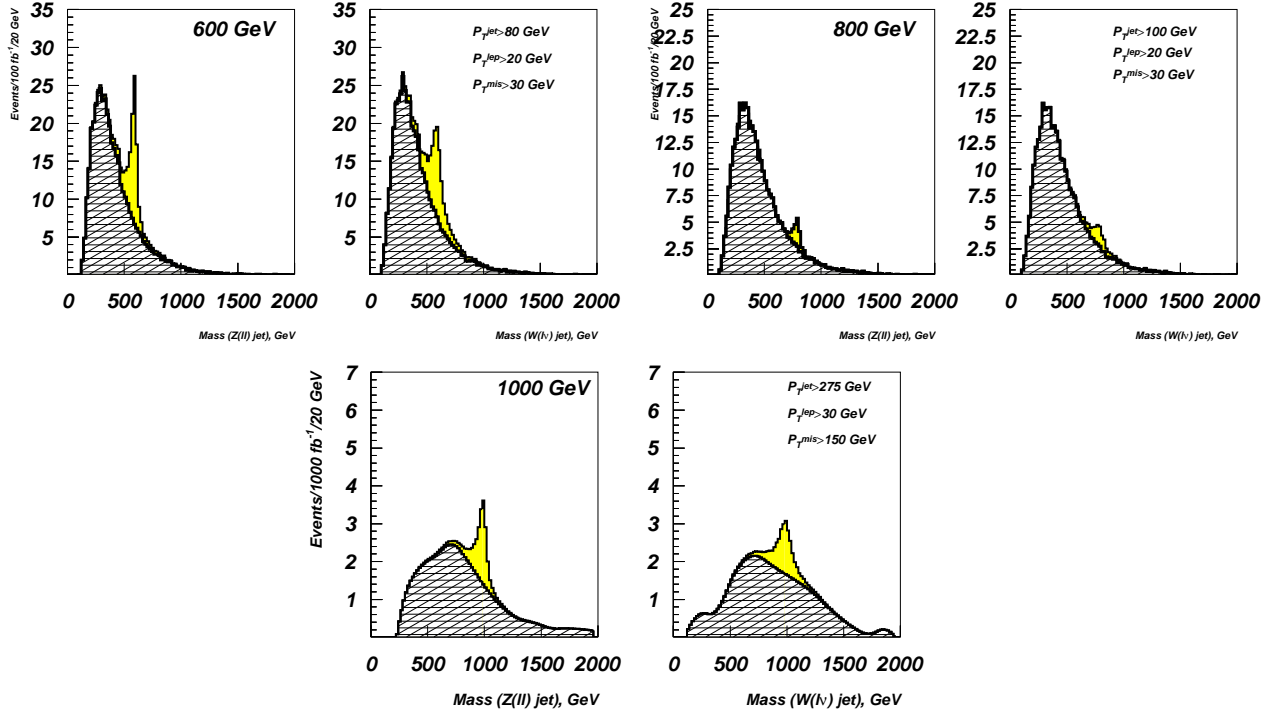 Events/100 fb⁻¹/20 GeV
600 GeV
35
30
25
20
15
10
5
0 500 1000 1500 2000
Mass (Z(ll) jet), GeV
P_T^jet>80 GeV
P_T^lep>20 GeV
P_T^mis>30 GeV
35
30
25
20
15
10
5
0 500 1000 1500 2000
Mass (W(lν) jet), GeV
Events/100 fb⁻¹/20 GeV
800 GeV
25
22.5
20
17.5
15
12.5
10
7.5
5
2.5
0 500 1000 1500 2000
Mass (Z(ll) jet), GeV
P_T^jet>100 GeV
P_T^lep>20 GeV
P_T^mis>30 GeV
25
22.5
20
17.5
15
12.5
10
7.5
5
2.5
0 500 1000 1500 2000
Mass (W(lν) jet), GeV
Events/1000 fb⁻¹/20 GeV
1000 GeV
7
6
5
4
3
2
1
0 500 1000 1500 2000
Mass (Z(ll) jet), GeV
P_T^jet>275 GeV
P_T^lep>30 GeV
P_T^mis>150 GeV
7
6
5
4
3
2
1
0 500 1000 1500 2000
Mass (W(lν) jet), GeV